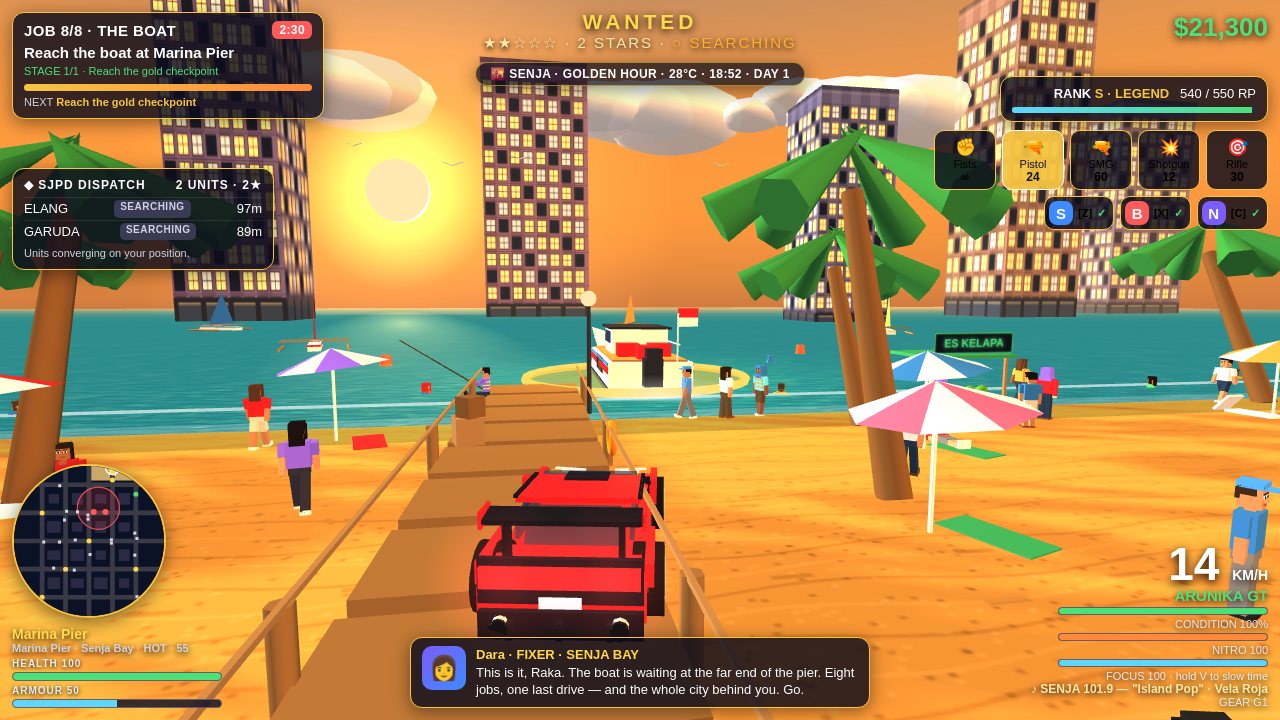 JOB 8/8 · THE BOAT 2:30
Reach the boat at Marina Pier
STAGE 1/1 · Reach the gold checkpoint
NEXT Reach the gold checkpoint
WANTED
★★☆☆☆ · 2 STARS · ○ SEARCHING
SENJA · GOLDEN HOUR · 28°C · 18:52 · DAY 1
$21,300
RANK S · LEGEND 540 / 550 RP
Fists Pistol SMG Shotgun Rifle
∞ 24 60 12 30
S [Z] ✓ B [X] ✓ N [C] ✓
◆ SJPD DISPATCH 2 UNITS · 2★
ELANG SEARCHING 97m
GARUDA SEARCHING 89m
Units converging on your position.
ES KELAPA
Marina Pier
Marina Pier · Senja Bay · HOT · 55
HEALTH 100
ARMOUR 50
Dara · FIXER · SENJA BAY
This is it, Raka. The boat is waiting at the far end of the pier. Eight
jobs, one last drive — and the whole city behind you. Go.
14 KM/H
ARUNIKA GT
CONDITION 100%
NITRO 100
FOCUS 100 · hold V to slow time
♪ SENJA 101.9 — "Island Pop" · Vela Roja
GEAR G1